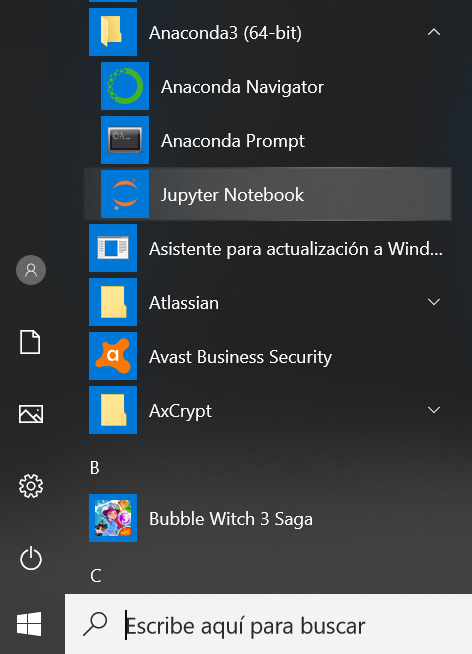 Anaconda3 (64-bit)
Anaconda Navigator
Anaconda Prompt
Jupyter Notebook
Asistente para actualización a Wind...
Atlassian
Avast Business Security
AxCrypt
B
Bubble Witch 3 Saga
C
Escribe aquí para buscar